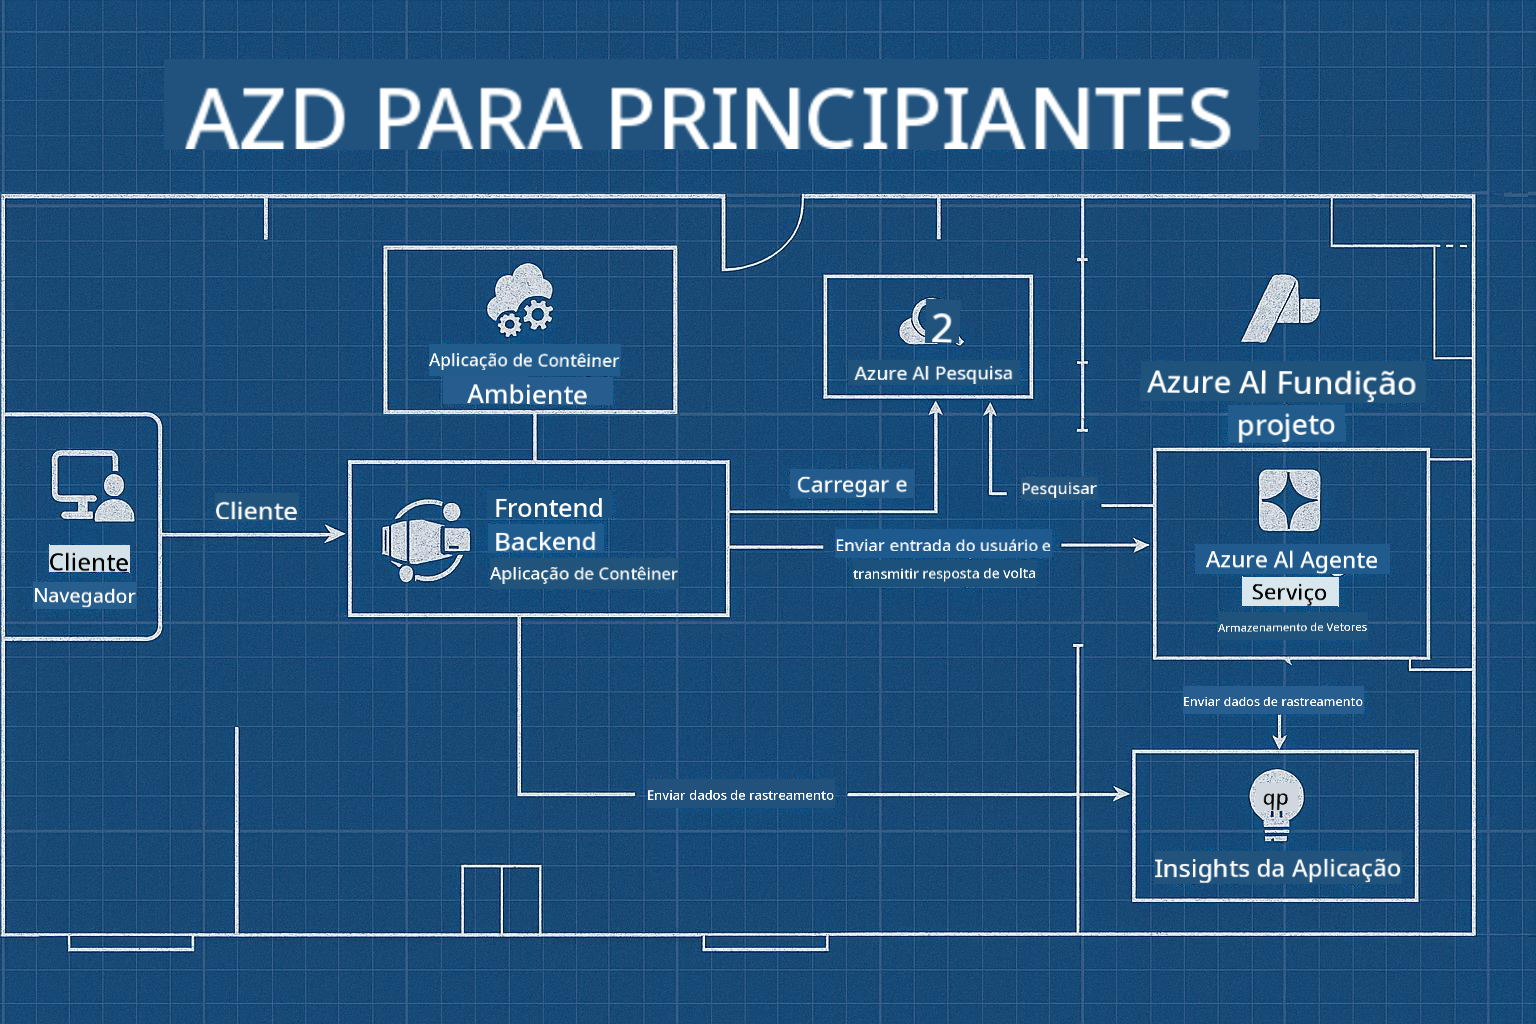 AZD PARA PRINCIPIANTES
Aplicação de Contêiner
Ambiente
2
Azure AI Pesquisa
Azure AI Fundição
projeto
Cliente
Cliente
Navegador
Frontend
Backend
Aplicação de Contêiner
Carregar e
Pesquisar
Enviar entrada do usuário e
transmitir resposta de volta
Azure AI Agente
Serviço
Armazenamento de Vetores
Enviar dados de rastreamento
Enviar dados de rastreamento
qp
Insights da Aplicação